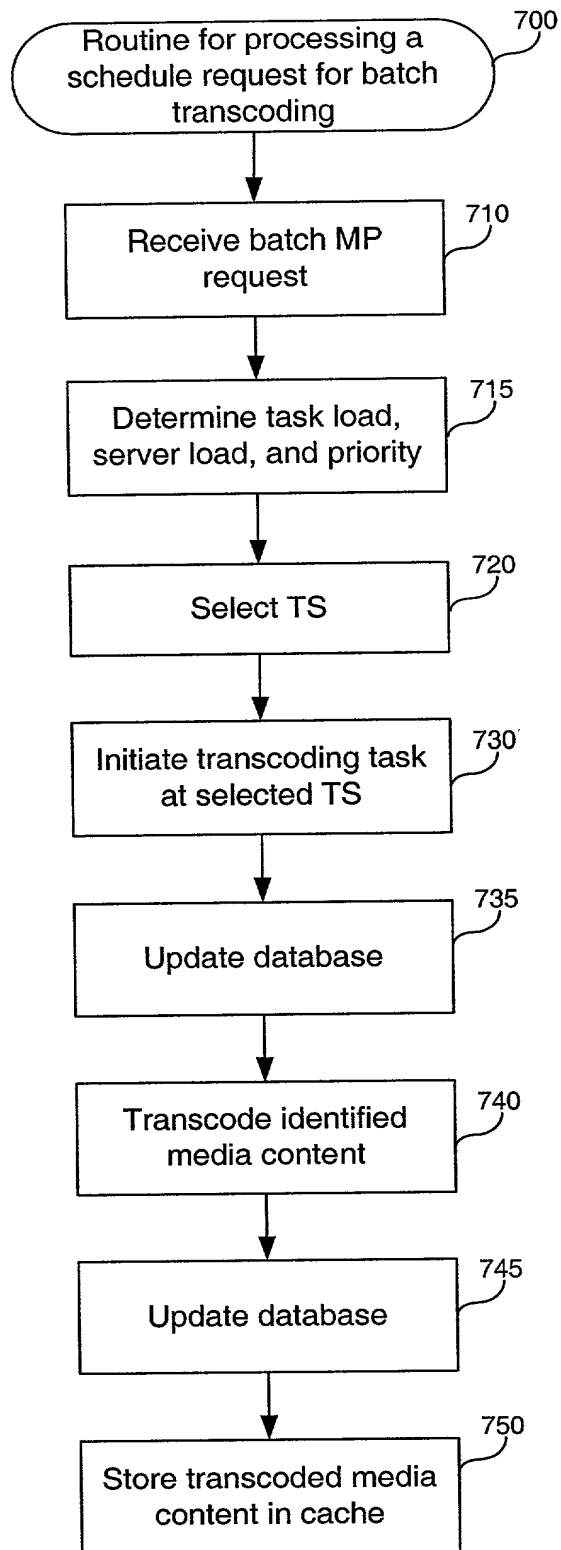 700
Routine for processing a
schedule request for batch
transcoding
710
Receive batch MP
request
715
Determine task load,
server load, and priority
720
Select TS
730
Initiate transcoding task
at selected TS
735
Update database
740
Transcode identified
media content
745
Update database
750
Store transcoded media
content in cache